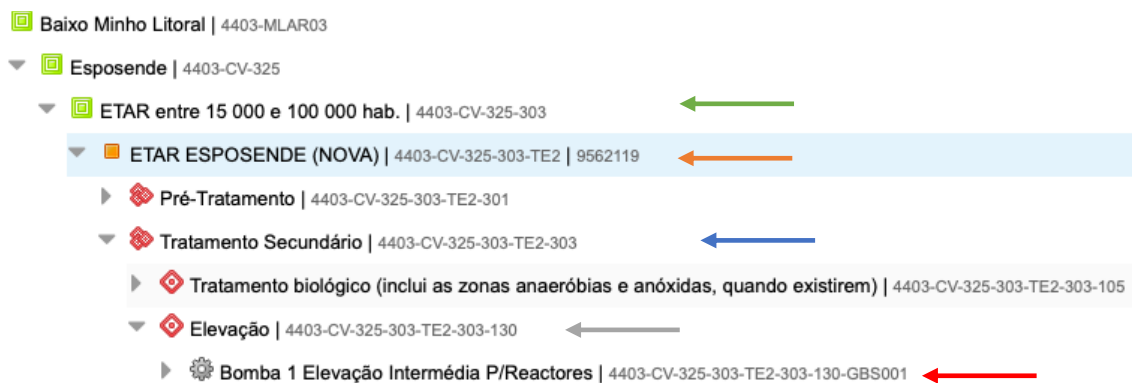 Baixo Minho Litoral | 4403-MLAR03
Esposende | 4403-CV-325
ETAR entre 15 000 e 100 000 hab. | 4403-CV-325-303
ETAR ESPOSENDE (NOVA) | 4403-CV-325-303-TE2 | 9562119
Pré-Tratamento | 4403-CV-325-303-TE2-301
Tratamento Secundário | 4403-CV-325-303-TE2-303
Tratamento biológico (inclui as zonas anaeróbias e anóxidas, quando existirem) | 4403-CV-325-303-TE2-303-105
Elevação | 4403-CV-325-303-TE2-303-130
Bomba 1 Elevação Intermédia P/Reactores | 4403-CV-325-303-TE2-303-130-GBS001